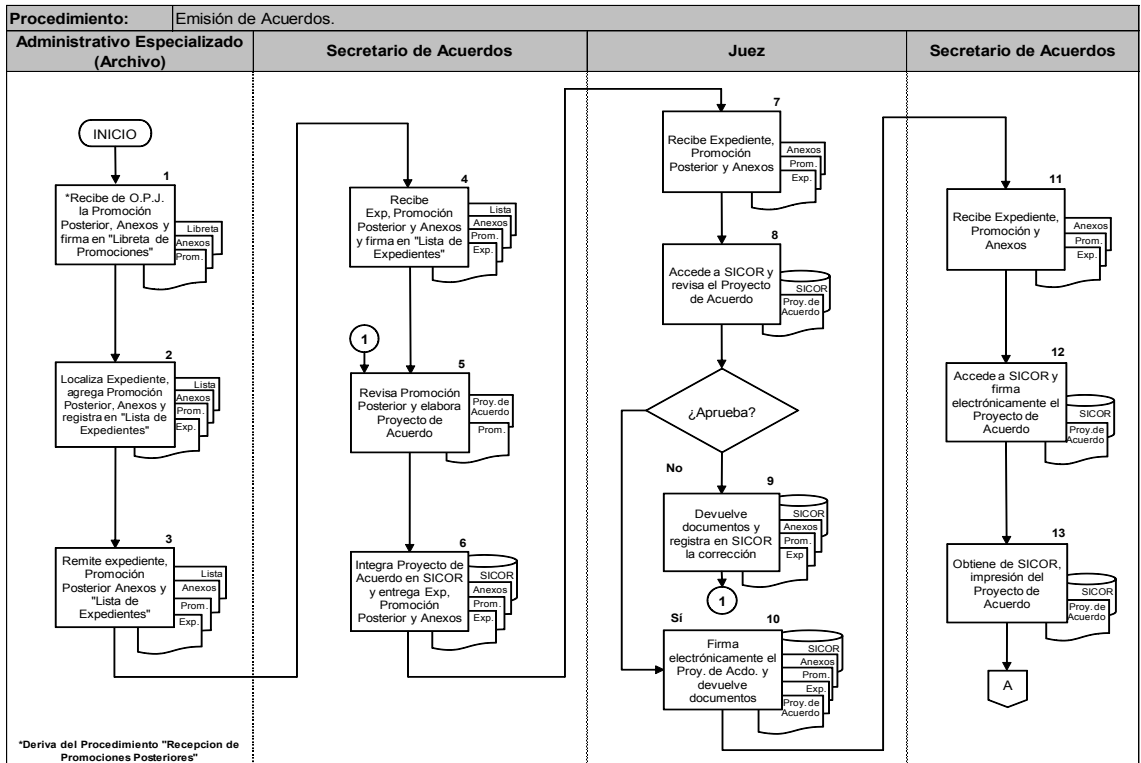 Procedimiento: Emisión de Acuerdos.
Administrativo Especializado
(Archivo)
Secretario de Acuerdos
Juez
Secretario de Acuerdos
INICIO
1
*Recibe de O.P.J.
la Promoción
Posterior, Anexos y
firma en "Libreta de
Promociones"
Libreta
Anexos
Prom.
2
Localiza Expediente,
agrega Promoción
Posterior, Anexos y
registra en "Lista de
Expedientes"
Lista
Anexos
Prom.
Exp.
3
Remite expediente,
Promoción
Posterior Anexos y
"Lista de
Expedientes"
Lista
Anexos
Prom.
Exp.
*Deriva del Procedimiento "Recepcion de
Promociones Posteriores"
4
Recibe
Exp, Promoción
Posterior y Anexos
y firma en "Lista de
Expedientes"
Lista
Anexos
Prom.
Exp.
1
5
Revisa Promoción
Posterior y elabora
Proyecto de
Acuerdo
Proy. de
Acuerdo
Prom.
6
Integra Proyecto de
Acuerdo en SICOR
y entrega Exp,
Promoción
Posterior y Anexos
SICOR
Anexos
Prom.
Exp.
7
Recibe Expediente,
Promoción
Posterior y Anexos
Anexos
Prom.
Exp.
8
Accede a SICOR y
revisa el Proyecto
de Acuerdo
SICOR
Proy. de
Acuerdo
¿Aprueba?
No
9
Devuelve
documentos y
registra en SICOR
la corrección
SICOR
Anexos
Prom.
Exp
1
Sí
10
Firma
electrónicamente el
Proy. de Acdo. y
devuelve
documentos
SICOR
Anexos
Prom.
Exp.
Proy. de
Acuerdo
11
Recibe Expediente,
Promoción y
Anexos
Anexos
Prom.
Exp.
12
Accede a SICOR y
firma
electrónicamente el
Proyecto de
Acuerdo
SICOR
Proy.de
Acuerdo
13
Obtiene de SICOR,
impresión del
Proyecto de
Acuerdo
SICOR
Proy.de
Acuerdo
A